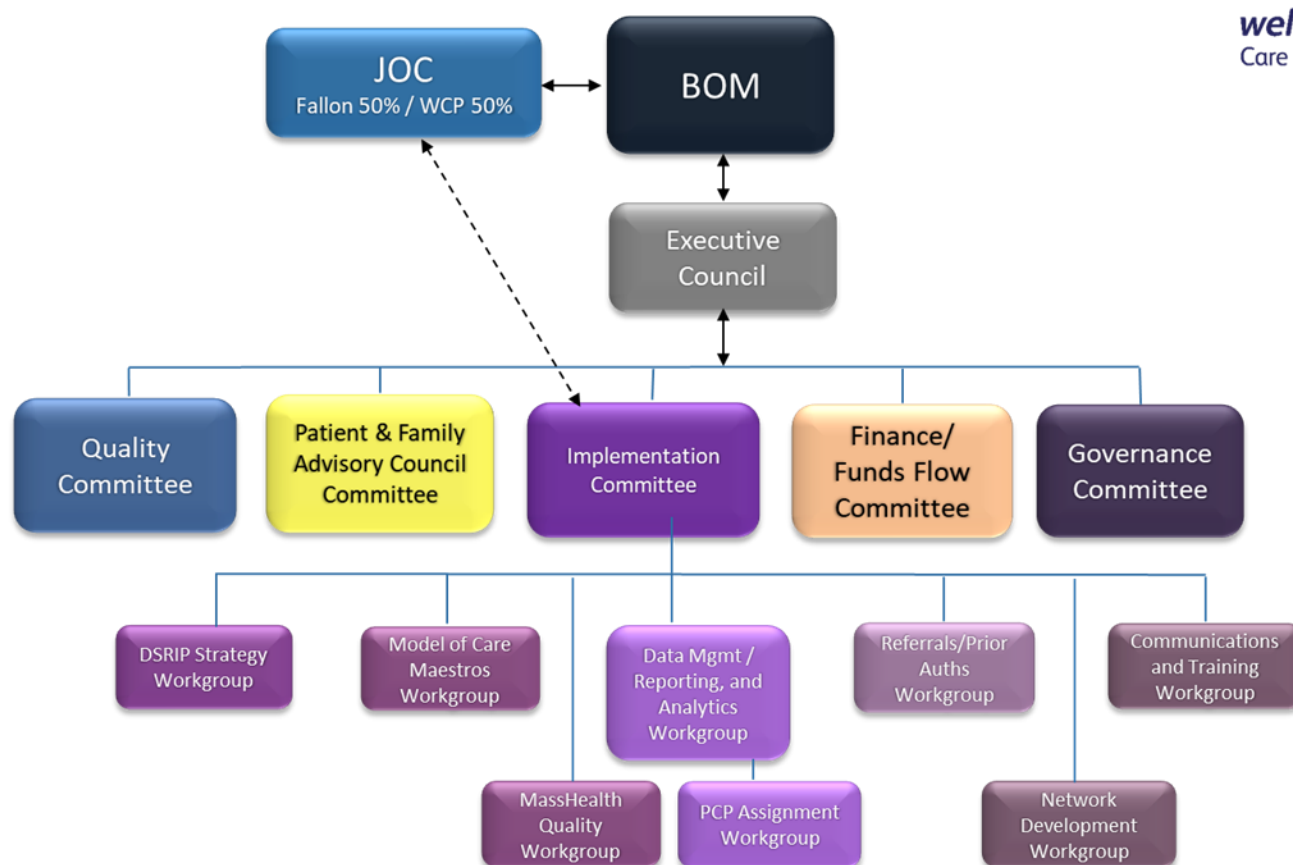 wel
Care
JOC
Fallon 50% / WCP 50%
BOM
Executive
Council
Quality
Committee
Patient & Family
Advisory Council
Committee
Implementation
Committee
Finance/
Funds Flow
Committee
Governance
Committee
DSRIP Strategy
Workgroup
Model of Care
Maestros
Workgroup
Data Mgmt /
Reporting, and
Analytics
Workgroup
Referrals/Prior
Auths
Workgroup
Communications
and Training
Workgroup
MassHealth
Quality
Workgroup
PCP Assignment
Workgroup
Network
Development
Workgroup